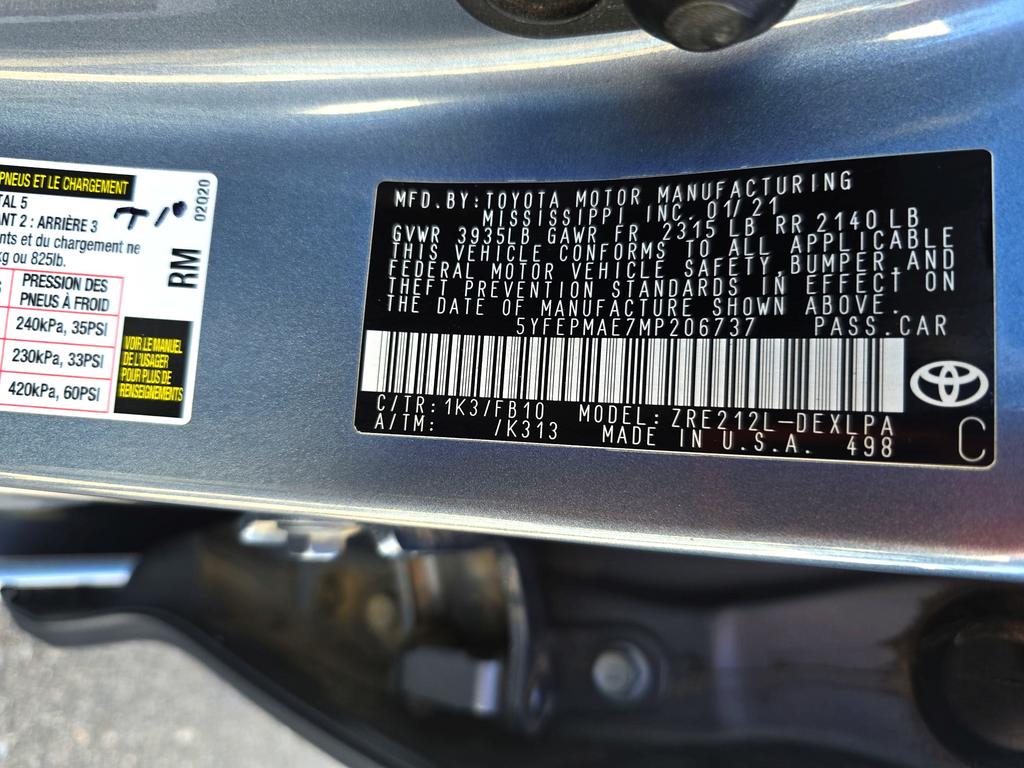 PNEUS ET LE CHARGEMENT
TAL 5
ANT 2 : ARRIÈRE 3
nts et du chargement ne
kg ou 825lb.
PRESSION DES
PNEUS À FROID
240kPa, 35PSI
230kPa, 33PSI
420kPa, 60PSI
VOIR LE MANUEL
DE L'USAGER
POUR PLUS DE
RENSEIGNEMENTS
RM
02020
MFD. BY: TOYOTA MOTOR MANUFACTURING
MISSISSIPPI INC. 01/21
GVWR 3935LB GAWR FR 2315 LB RR 2140 LB
THIS VEHICLE CONFORMS TO ALL APPLICABLE
FEDERAL MOTOR VEHICLE SAFETY, BUMPER AND
THEFT PREVENTION STANDARDS IN EFFECT ON
THE DATE OF MANUFACTURE SHOWN ABOVE.
5YFEPMAE7MP206737 PASS. CAR
C/TR: 1K3/FB10 MODEL: ZRE212L-DEXLPA
A/TM: /K313 MADE IN U.S.A. 498
C